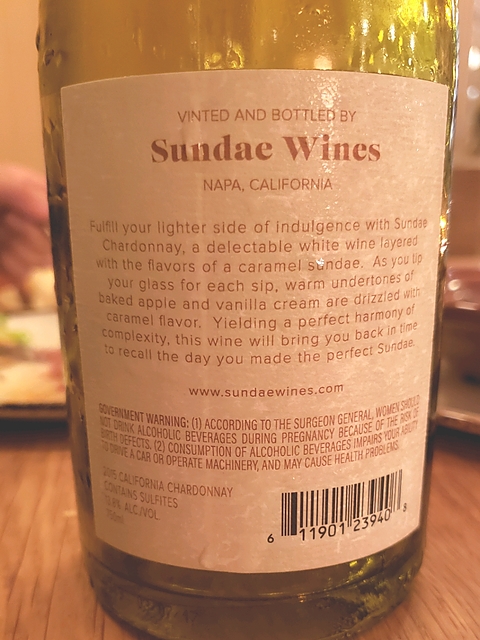 VINTED AND BOTTLED BY
Sundae Wines
NAPA, CALIFORNIA
Fulfill your lighter side of indulgence with Sundae
Chardonnay, a delectable white wine layered
with the flavors of a caramel sundae. As you tip
your glass for each sip, warm undertones of
baked apple and vanilla cream are drizzled with
caramel flavor. Yielding a perfect harmony of
complexity, this wine will bring you back in time
to recall the day you made the perfect Sundae.
www.sundaewines.com
GOVERNMENT WARNING: (1) ACCORDING TO THE SURGEON GENERAL, WOMEN SHOULD
NOT DRINK ALCOHOLIC BEVERAGES DURING PREGNANCY BECAUSE OF THE RISK OF
BIRTH DEFECTS. (2) CONSUMPTION OF ALCOHOLIC BEVERAGES IMPAIRS YOUR ABILITY
TO DRIVE A CAR OR OPERATE MACHINERY, AND MAY CAUSE HEALTH PROBLEMS.
2015 CALIFORNIA CHARDONNAY
CONTAINS SULFITES
ALC./VOL.
750ml
6 11901 23940 8